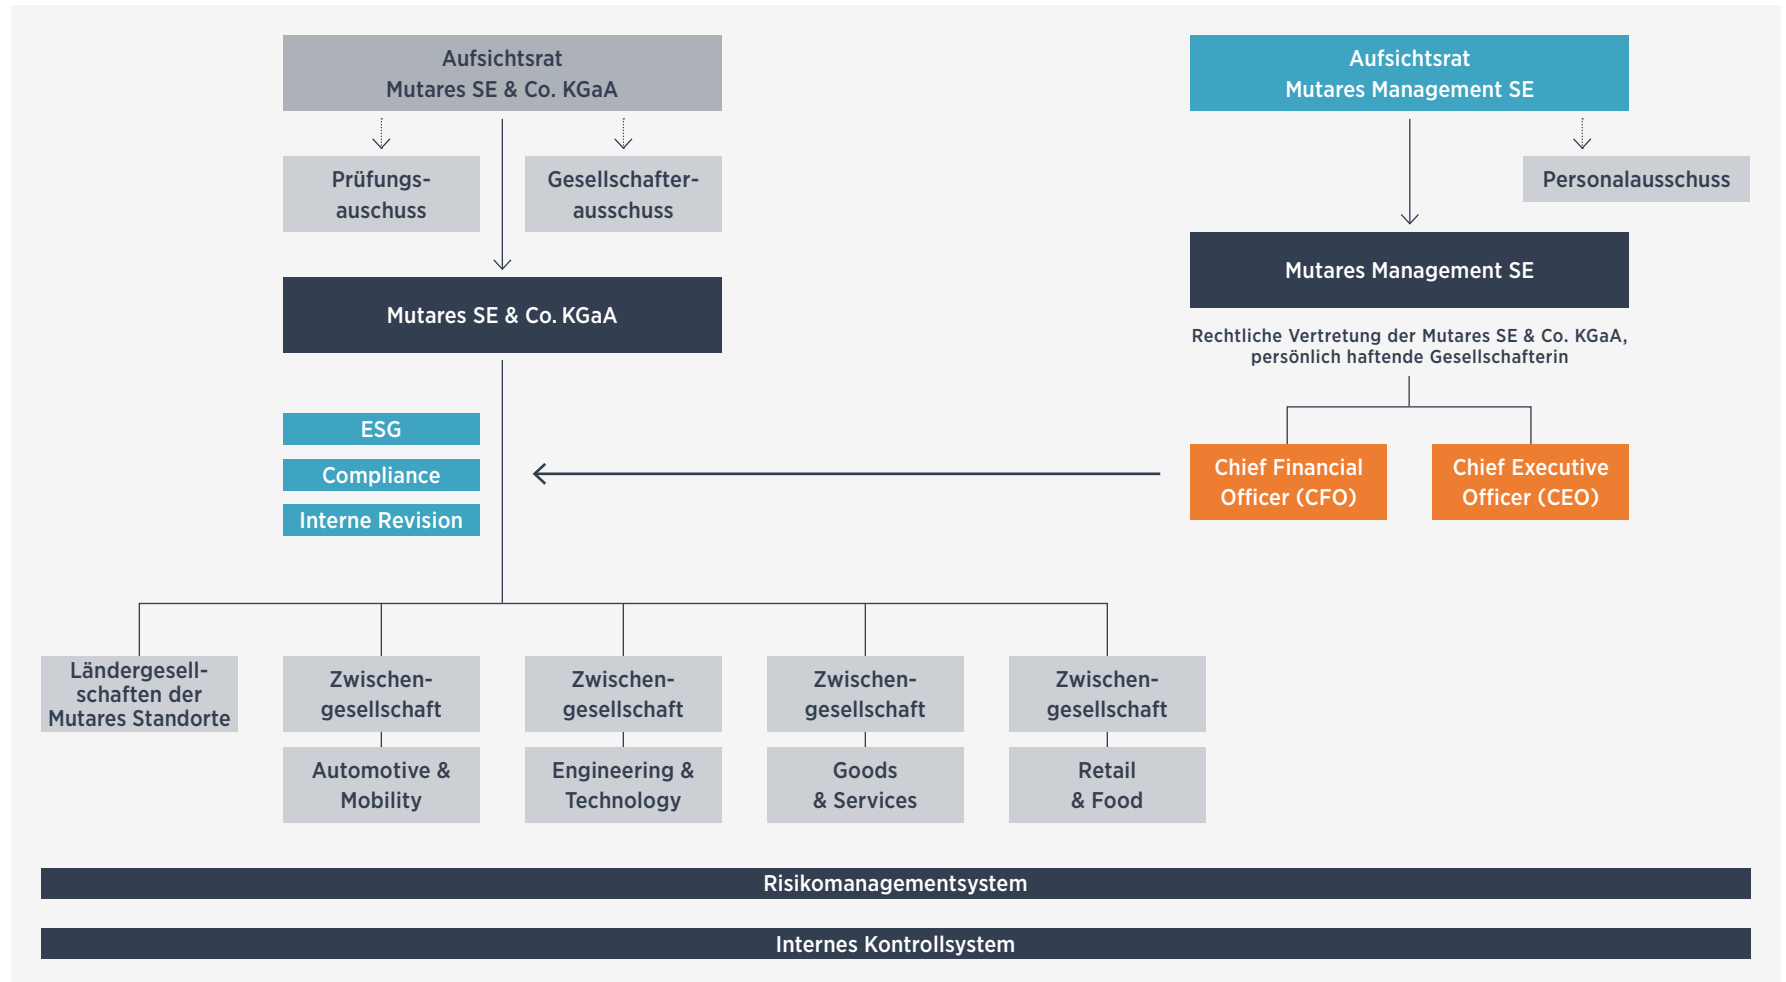 Aufsichtsrat
Mutares SE & Co. KGaA
Prüfungs-
auschuss
Gesellschafter-
ausschuss
Mutares SE & Co. KGaA
Aufsichtsrat
Mutares Management SE
Personalausschuss
Mutares Management SE
Rechtliche Vertretung der Mutares SE & Co. KGaA,
persönlich haftende Gesellschafterin
Chief Financial
Officer (CFO)
Chief Executive
Officer (CEO)
ESG
Compliance
Interne Revision
Ländergesell-
schaften der
Mutares Standorte
Zwischen-
gesellschaft
Automotive &
Mobility
Zwischen-
gesellschaft
Engineering &
Technology
Zwischen-
gesellschaft
Goods
& Services
Zwischen-
gesellschaft
Retail
& Food
Risikomanagementsystem
Internes Kontrollsystem